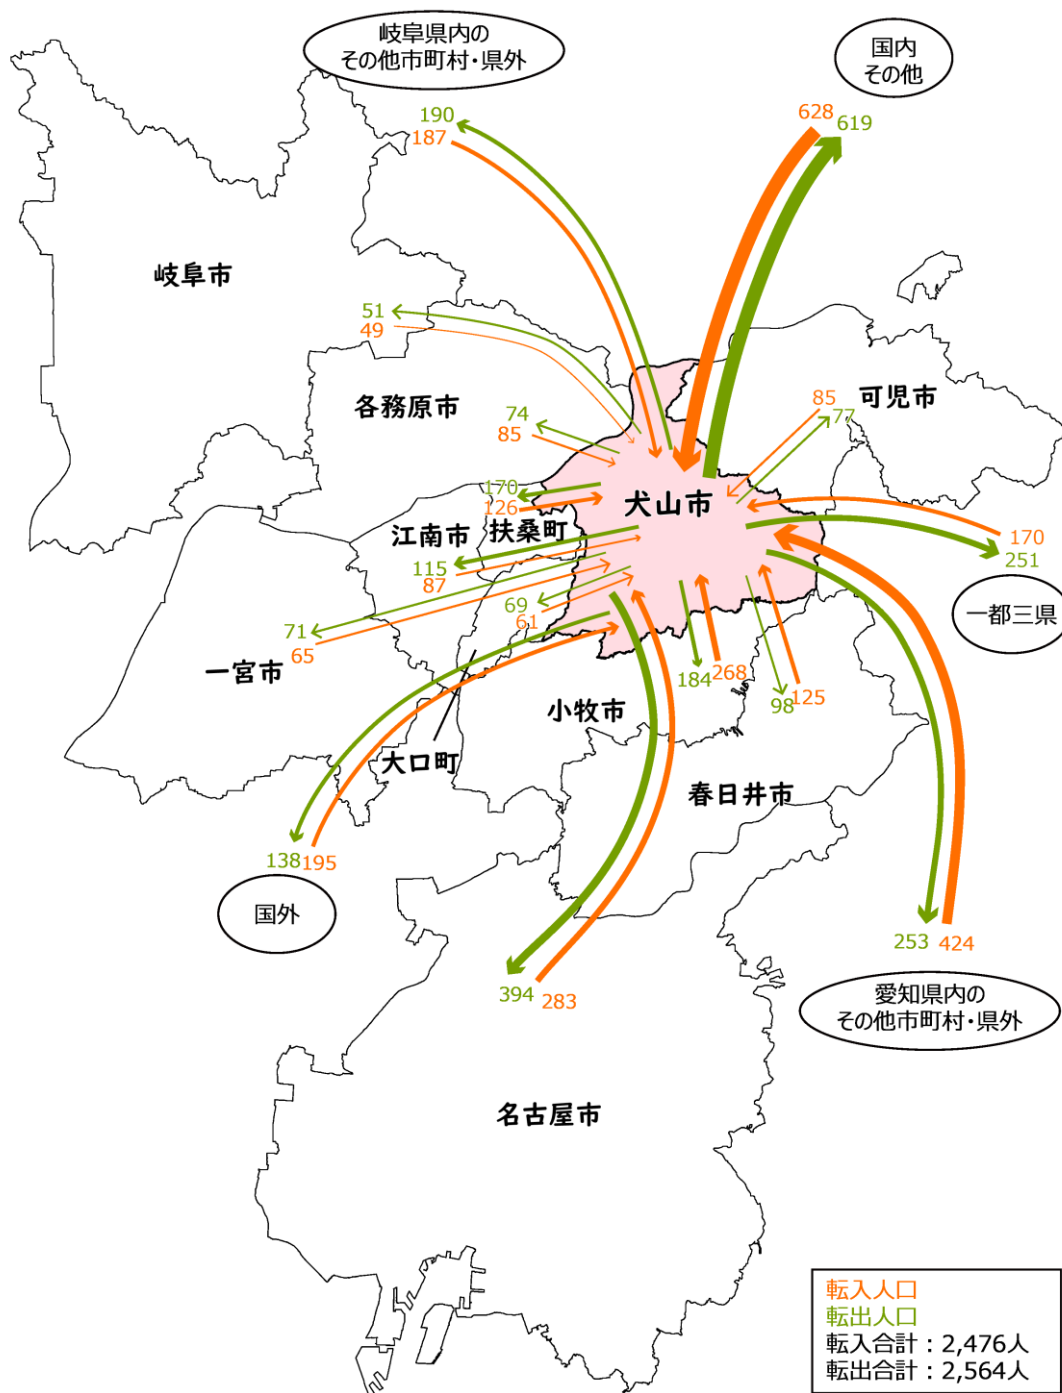 岐阜県内の
その他市町村・県外
国内
その他
190
187
628
619
岐阜市
51
49
各務原市
74
85
85
77
可児市
170
126
犬山市
江南市
扶桑町
115
87
170
251
一都三県
69
61
71
65
一宮市
184
268
98
125
小牧市
大口町
春日井市
138
195
国外
253
424
394
283
愛知県内の
その他市町村・県外
名古屋市
転入人口
転出人口
転入合計：2,476人
転出合計：2,564人